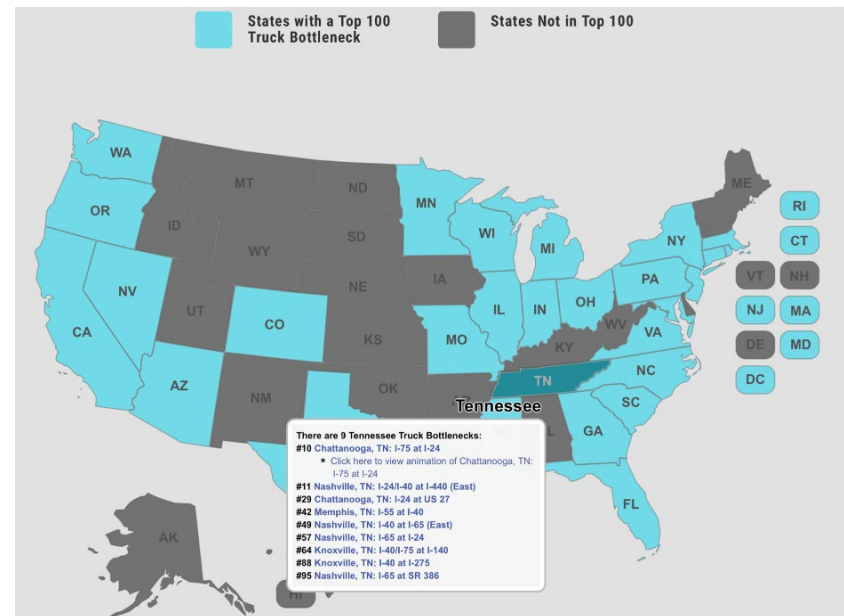 States with a Top 100
Truck Bottleneck
States Not in Top 100
WA
MT
ND
MN
ME
OR
ID
SD
WI
MI
NY
RI
CT
WY
IA
NE
PA
VT
NH
NV
UT
CO
IL
IN
OH
NJ
MA
CA
KS
MO
WV
VA
KY
DE
MD
AZ
NM
OK
TN
NC
DC
Tennessee
SC
GA
FL
AK
HI
There are 9 Tennessee Truck Bottlenecks:
#10 Chattanooga, TN: I-75 at I-24
▪ Click here to view animation of Chattanooga, TN:
I-75 at I-24
#11 Nashville, TN: I-24/I-40 at I-440 (East)
#29 Chattanooga, TN: I-24 at US 27
#42 Memphis, TN: I-55 at I-40
#49 Nashville, TN: I-40 at I-65 (East)
#57 Nashville, TN: I-65 at I-24
#64 Knoxville, TN: I-40/I-75 at I-140
#88 Knoxville, TN: I-40 at I-275
#95 Nashville, TN: I-65 at SR 386